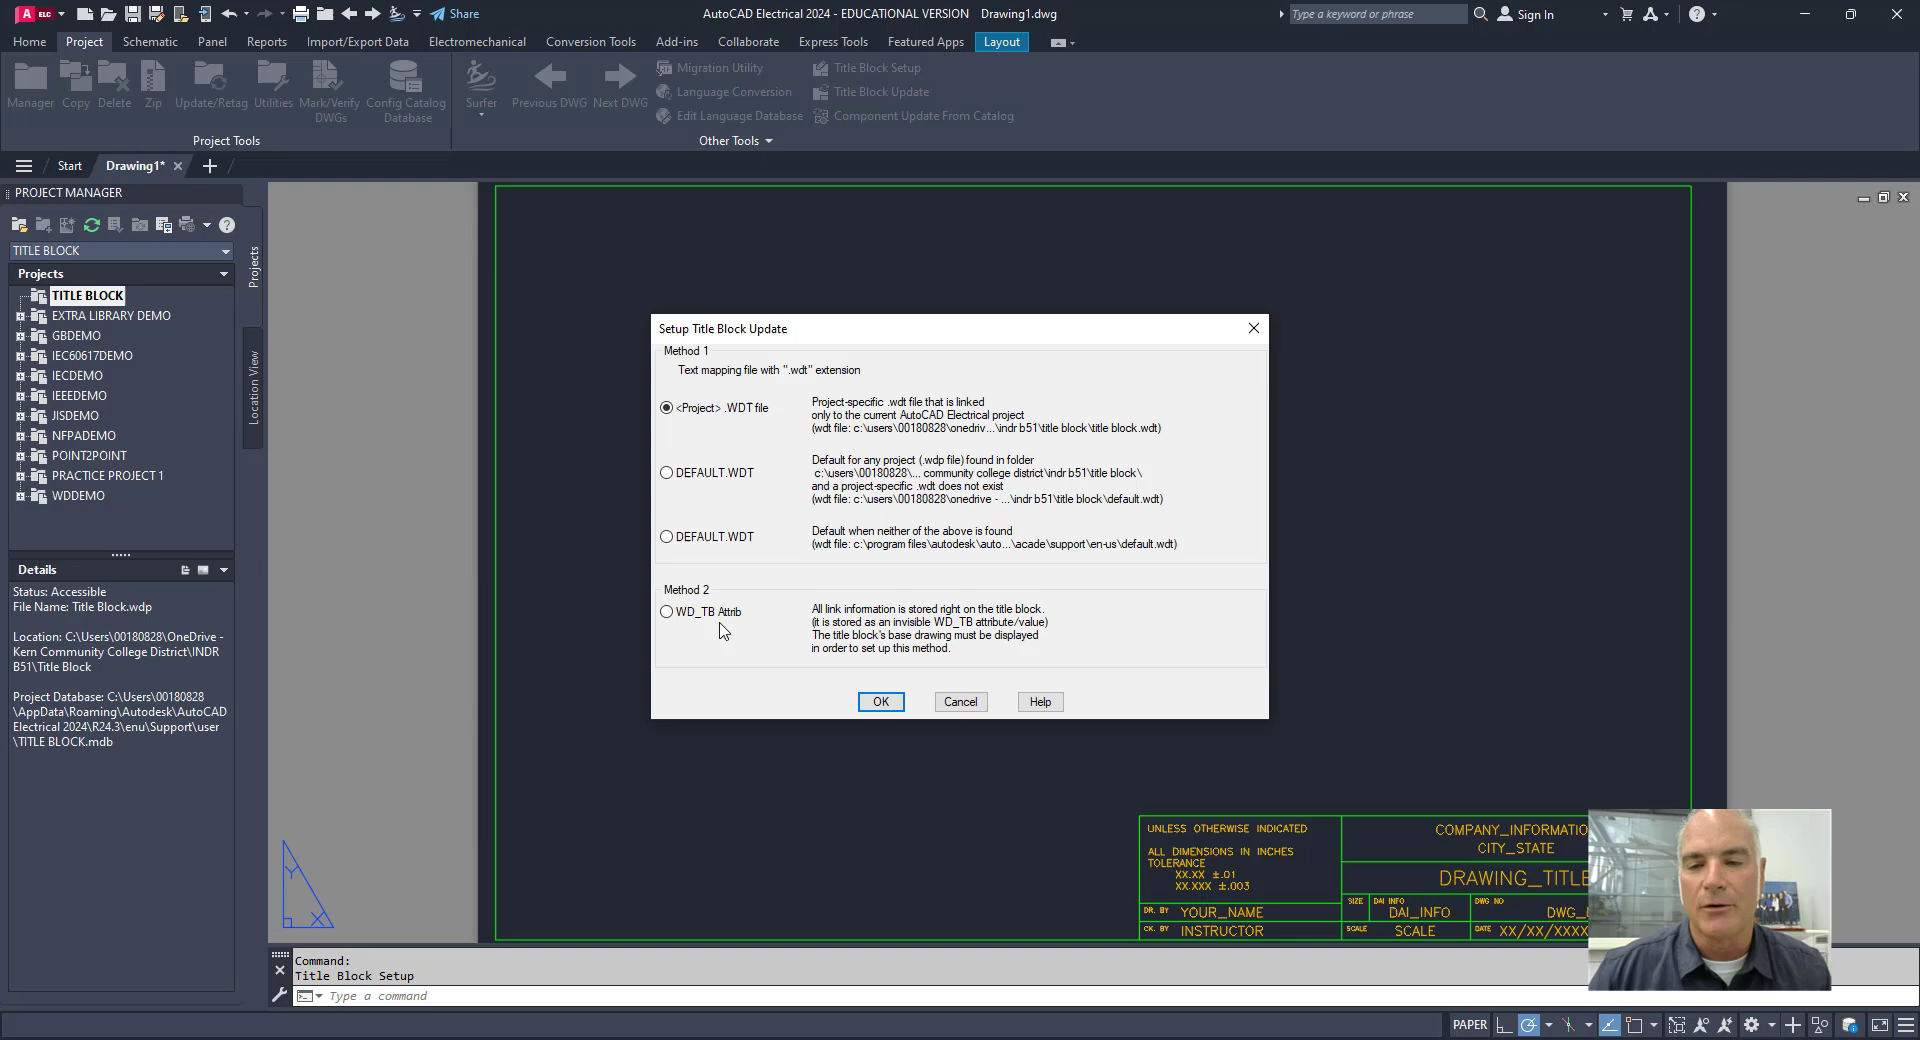 A ELC
Share
AutoCAD Electrical 2024 - EDUCATIONAL VERSION Drawing1.dwg
Type a keyword or phrase
Sign In
Home Project Schematic Panel Reports Import/Export Data Electromechanical Conversion Tools Add-ins Collaborate Express Tools Featured Apps Layout
Manager Copy Delete Zip Update/Retag Utilities Mark/Verify DWGs Config Catalog Database
Surfer Previous DWG Next DWG
Migration Utility
Language Conversion
Edit Language Database
Title Block Setup
Title Block Update
Component Update From Catalog
Project Tools
Other Tools
Start
Drawing1*
PROJECT MANAGER
TITLE BLOCK
Projects
TITLE BLOCK
EXTRA LIBRARY DEMO
GBDEMO
IEC60617DEMO
IECDEMO
IEEEDEMO
JISDEMO
NFPADEMO
POINT2POINT
PRACTICE PROJECT 1
WDDEMO
Projects
Location View
Details
Status: Accessible
File Name: Title Block.wdp
Location: C:\Users\00180828\OneDrive -
Kern Community College District\INDR
B51\Title Block
Project Database: C:\Users\00180828
\AppData\Roaming\Autodesk\AutoCAD
Electrical 2024\R24.3\enu\Support\user
\TITLE BLOCK.mdb
Setup Title Block Update
Method 1
Text mapping file with ".wdt" extension
<Project> .WDT file
Project-specific .wdt file that is linked
only to the current AutoCAD Electrical project
(wdt file: c:\users\00180828\onedriv...\indr b51\title block\title block.wdt)
DEFAULT.WDT
Default for any project (.wdp file) found in folder
c:\users\00180828\... community college district\indr b51\title block\
and a project-specific .wdt does not exist
(wdt file: c:\users\00180828\onedrive - ...\indr b51\title block\default.wdt)
DEFAULT.WDT
Default when neither of the above is found
(wdt file: c:\program files\autodesk\auto...\acade\support\en-us\default.wdt)
Method 2
WD_TB Attrib
All link information is stored right on the title block.
(it is stored as an invisible WD_TB attribute/value)
The title block's base drawing must be displayed
in order to set up this method.
OK Cancel Help
UNLESS OTHERWISE INDICATED
ALL DIMENSIONS IN INCHES
TOLERANCE
XX.XX ±.01
XX.XXX ±.003
DR. BY YOUR_NAME
CK. BY INSTRUCTOR
COMPANY_INFORMATIO
CITY_STATE
DRAWING_TITLE
SIZE DAI INFO DAI_INFO DWG NO DWG_
SCALE SCALE DATE XX/XX/XXXX
Y
X
Command:
Title Block Setup
Type a command
PAPER